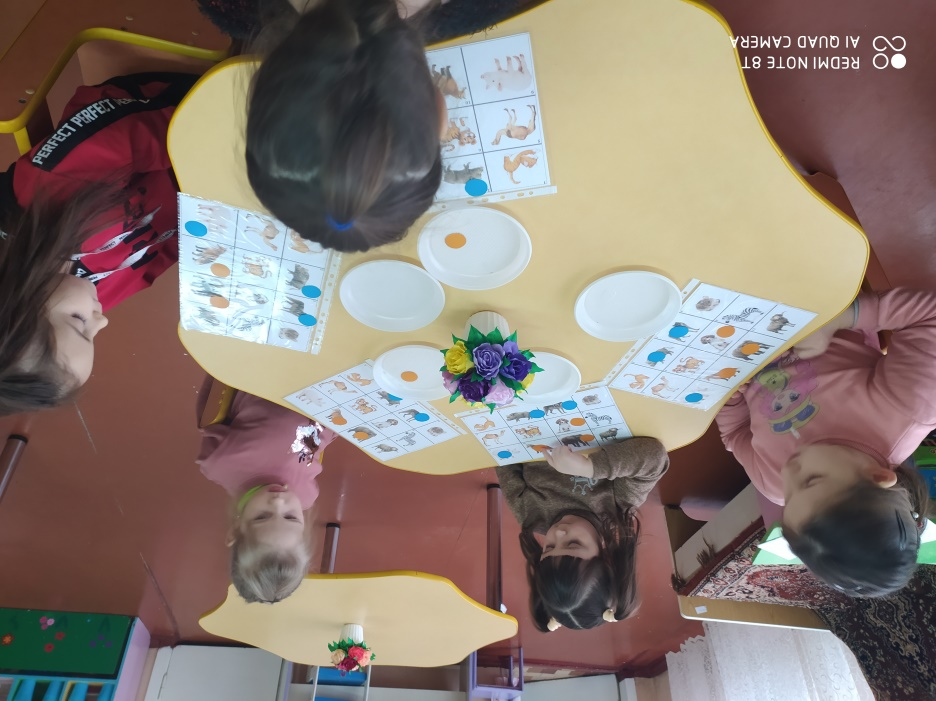 REDMI NOTE 8T
AI QUAD CAMERA
PERFECT PERFECT